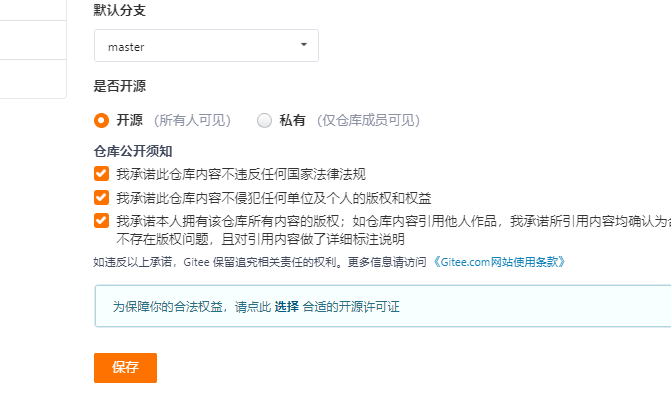 默认分支
master
是否开源
开源 (所有人可见) 私有 (仅仓库成员可见)
仓库公开须知
我承诺此仓库内容不违反任何国家法律法规
我承诺此仓库内容不侵犯任何单位及个人的版权和权益
我承诺本人拥有该仓库所有内容的版权；如仓库内容引用他人作品，我承诺所引用内容均确认为
不存在版权问题，且对引用内容做了详细标注说明
如违反以上承诺，Gitee 保留追究相关责任的权利。更多信息请访问 《Gitee.com网站使用条款》
为保障你的合法权益，请点此 选择 合适的开源许可证
保存